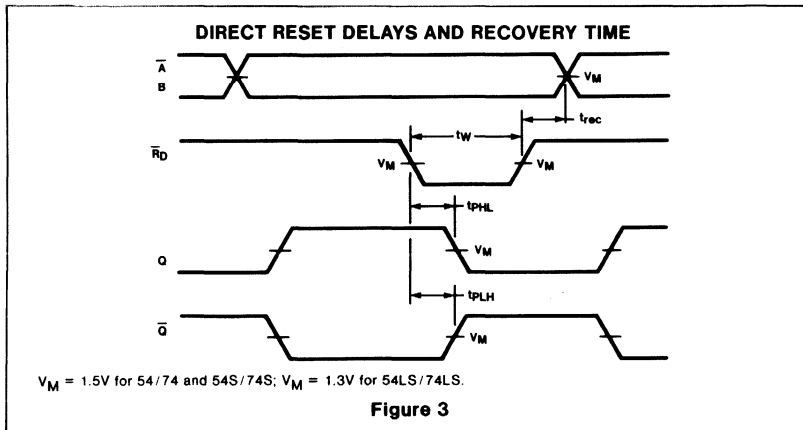 DIRECT RESET DELAYS AND RECOVERY TIME
A̅
B
VM
trec
tW
R̅D
VM
VM
tPHL
Q
VM
tPLH
Q̅
VM
VM = 1.5V for 54/74 and 54S/74S; VM = 1.3V for 54LS/74LS.
Figure 3